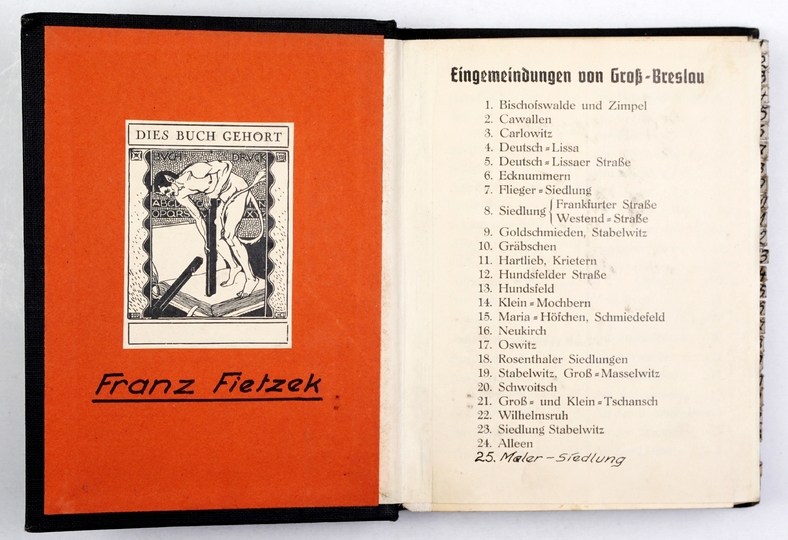 DIES BUCH GEHÖRT
BUCH DRUCK
Franz Fietzek
Eingemeindungen von Groß-Breslau
1. Bischofswalde und Zimpel
2. Cawallen
3. Carlowitz
4. Deutsch-Lissa
5. Deutsch-Lissaer Straße
6. Ecknummern
7. Flieger-Siedlung
8. Siedlung { Frankfurter Straße
Westend-Straße
9. Goldschmieden, Stabelwitz
10. Gräbschen
11. Hartlieb, Krietern
12. Hundsfelder Straße
13. Hundsfeld
14. Klein-Mochbern
15. Maria-Höfchen, Schmiedefeld
16. Neukirch
17. Oswitz
18. Rosenthaler Siedlungen
19. Stabelwitz, Groß-Masselwitz
20. Schwoitsch
21. Groß- und Klein-Tschansch
22. Wilhelmsruh
23. Siedlung Stabelwitz
24. Alleen
25. Maler-Siedlung